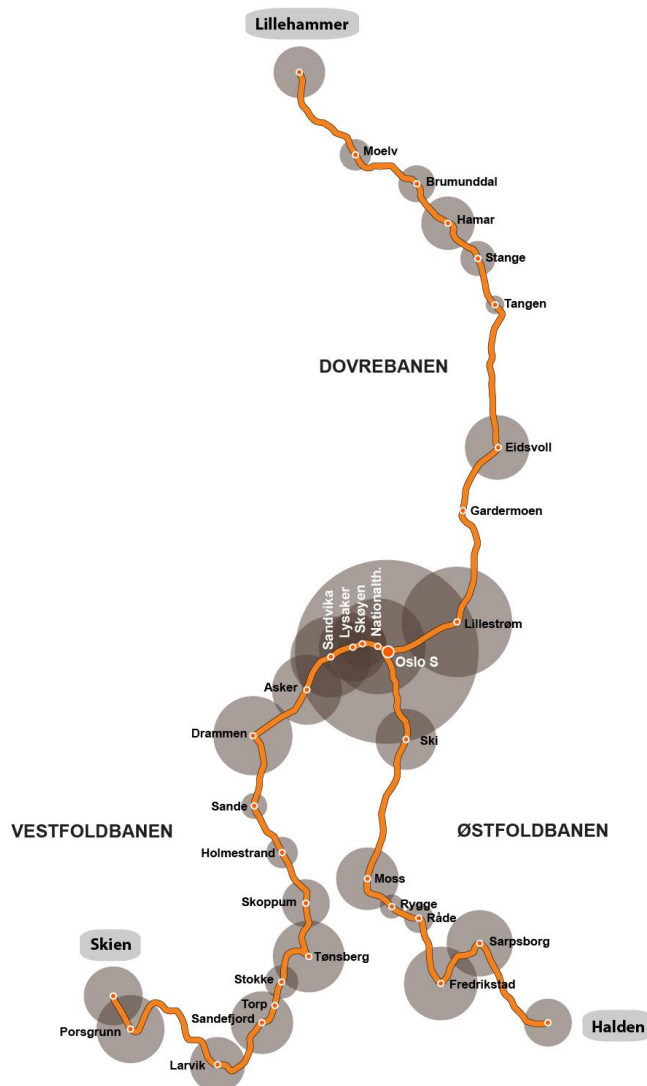 Lillehammer
Moelv
Brumunddal
Hamar
Stange
Tangen
DOVREBANEN
Eidsvoll
Gardermoen
Lillestrøm
Sandvika
Lysaker
Skøyen
Nationalth.
Oslo S
Asker
Drammen
Ski
Sande
VESTFOLDBANEN
ØSTFOLDBANEN
Holmestrand
Moss
Skoppum
Rygge
Råde
Skien
Sarpsborg
Tønsberg
Stokke
Fredrikstad
Torp
Sandefjord
Porsgrunn
Halden
Larvik